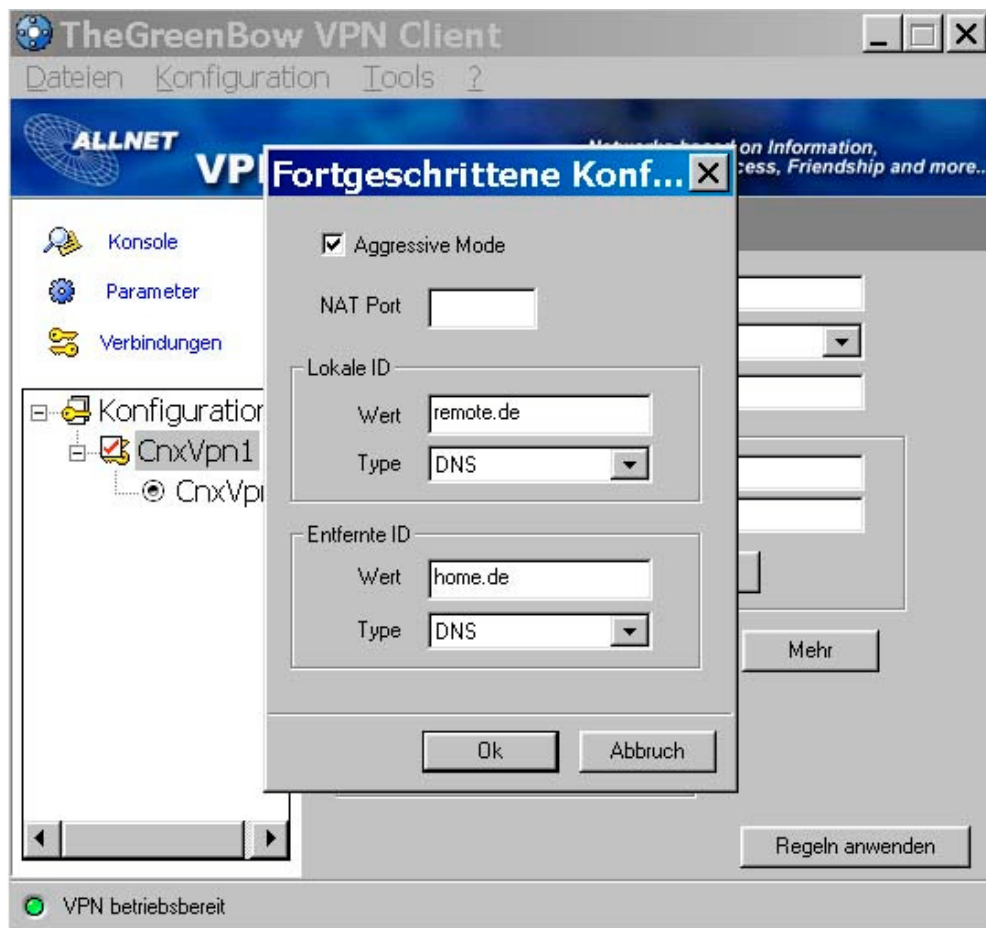 TheGreenBow VPN Client
Dateien Konfiguration Tools ?
ALLNET
on Information,
Friendship and more..
Fortgeschrittene Konf...
Konsole
Parameter
Verbindungen
Konfiguration
CnxVpn1
Aggressive Mode
NAT Port
Lokale ID
Wert remote.de
Type DNS
Entfernte ID
Wert home.de
Type DNS
Ok Abbruch
Mehr
Regeln anwenden
VPN betriebsbereit